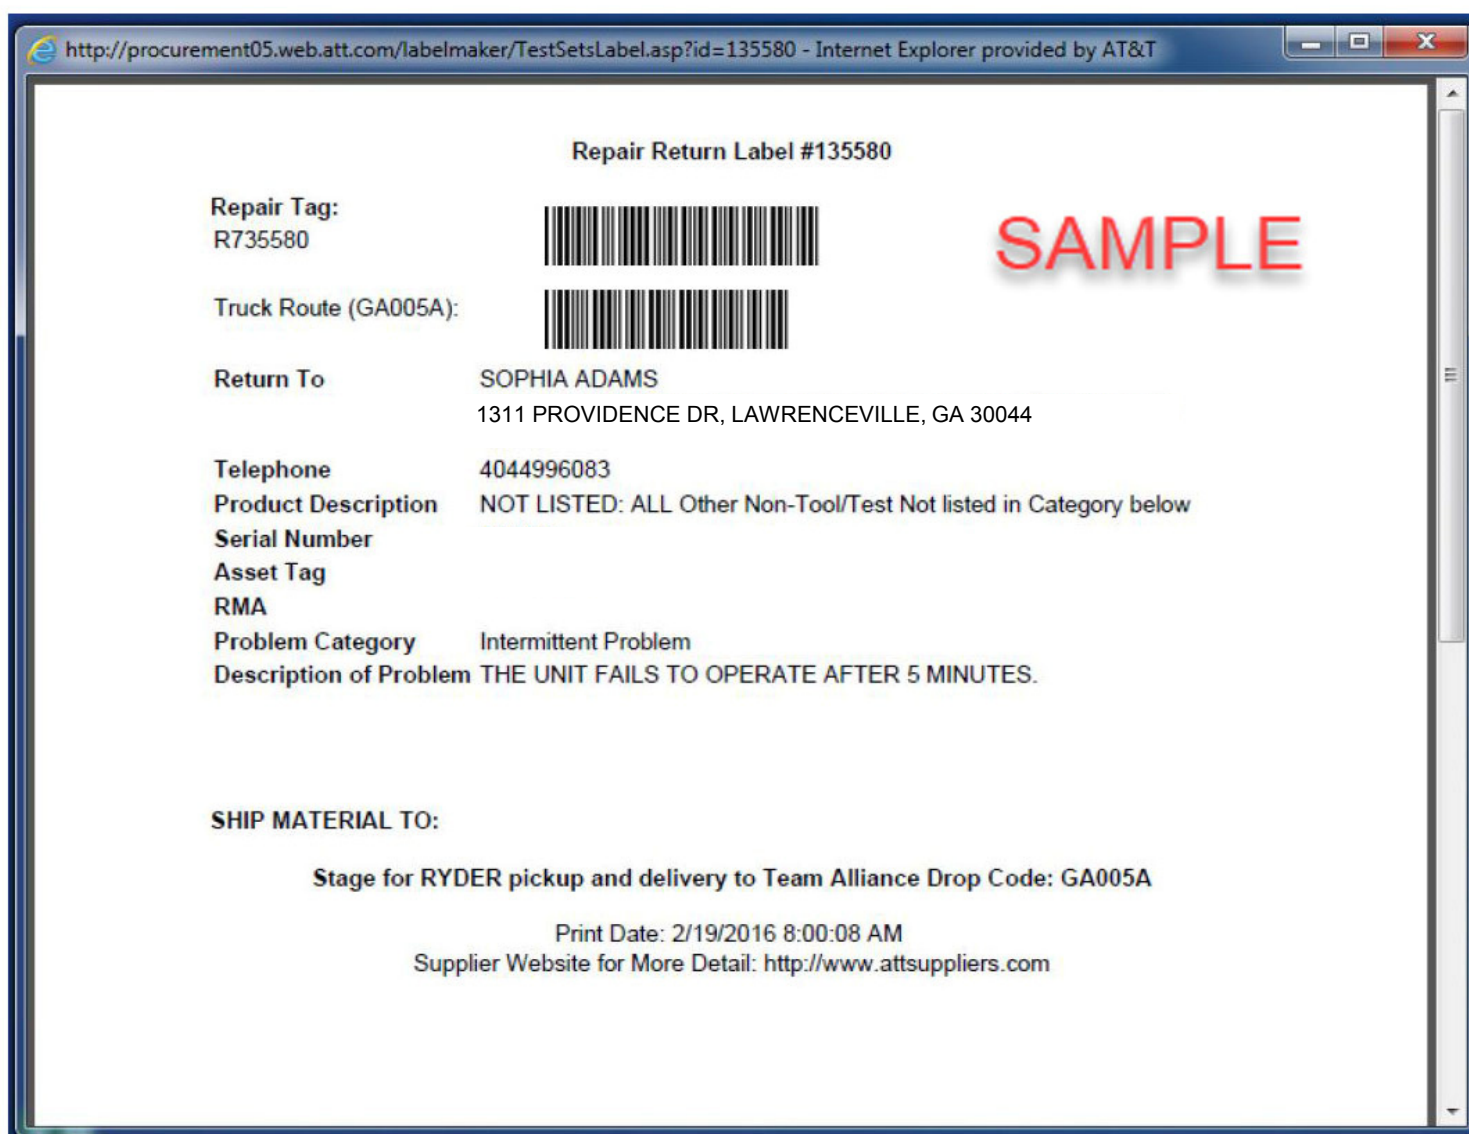 http://procurement05.web.att.com/labelmaker/TestSetsLabel.asp?id=135580 - Internet Explorer provided by AT&T
Repair Return Label #135580
Repair Tag:
R735580
SAMPLE
Truck Route (GA005A):
Return To SOPHIA ADAMS
1311 PROVIDENCE DR, LAWRENCEVILLE, GA 30044
Telephone 4044996083
Product Description NOT LISTED: ALL Other Non-Tool/Test Not listed in Category below
Serial Number
Asset Tag
RMA
Problem Category Intermittent Problem
Description of Problem THE UNIT FAILS TO OPERATE AFTER 5 MINUTES.
SHIP MATERIAL TO:
Stage for RYDER pickup and delivery to Team Alliance Drop Code: GA005A
Print Date: 2/19/2016 8:00:08 AM
Supplier Website for More Detail: http://www.attsuppliers.com